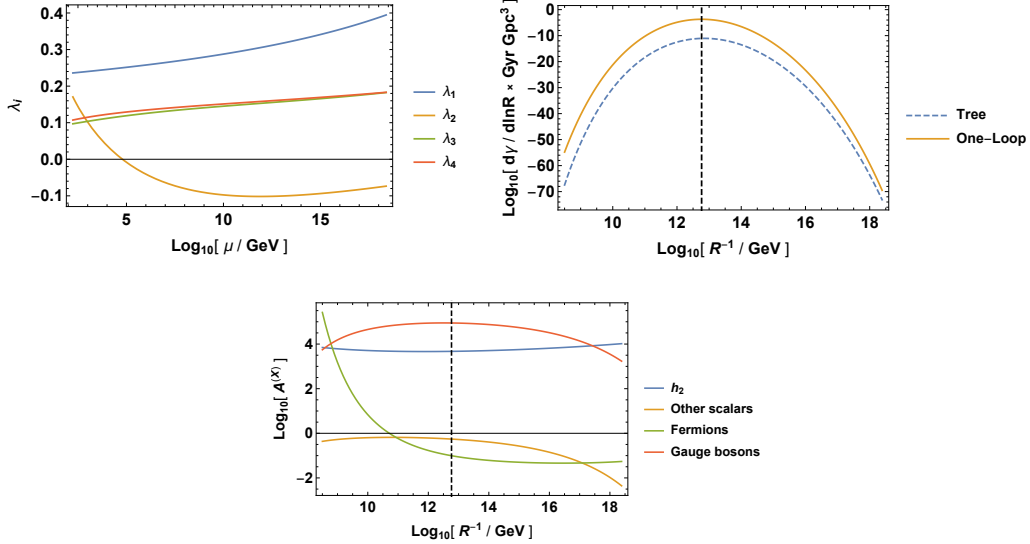 0.4
0.3
0.2
0.1
0.0
-0.1
λi
5
10
15
Log10[ μ / GeV ]
λ1
λ2
λ3
λ4
0
-10
-20
-30
-40
-50
-60
-70
Log10[ dγ / dlnR × Gyr Gpc³ ]
10
12
14
16
18
Log10[ R⁻¹ / GeV ]
Tree
One-Loop
4
2
0
-2
Log10[ A^(X) ]
10
12
14
16
18
Log10[ R⁻¹ / GeV ]
h2
Other scalars
Fermions
Gauge bosons